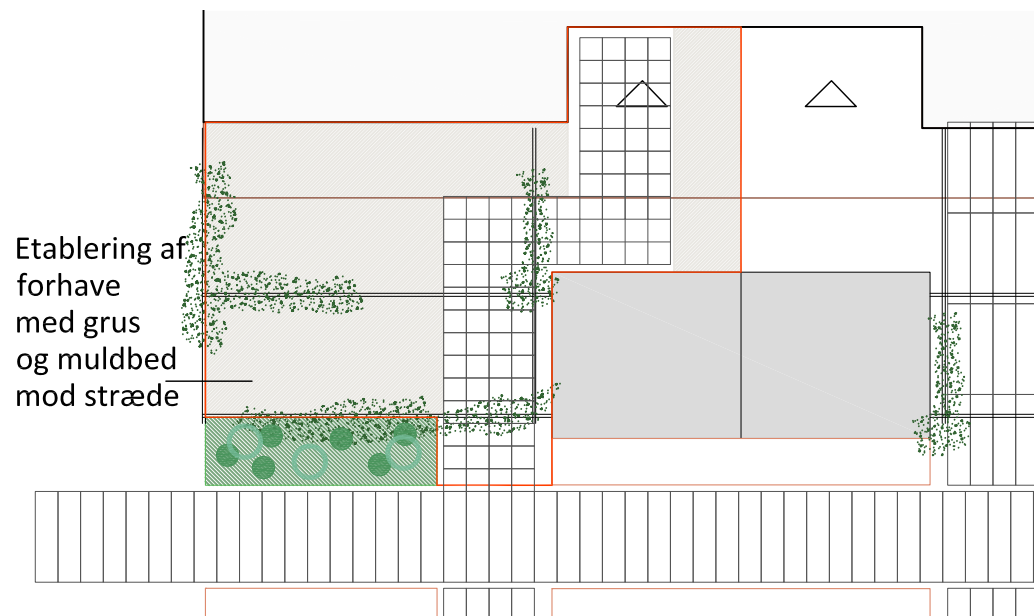 Etablering af
forhave
med grus
og muldbed
mod stræde